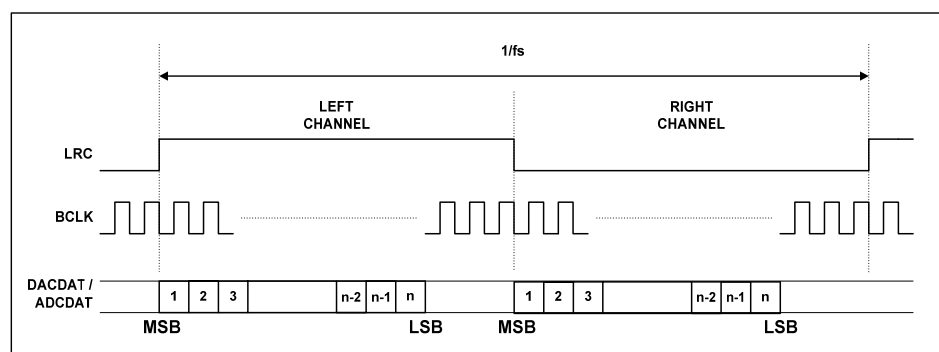 1/fs
LEFT
CHANNEL
RIGHT
CHANNEL
LRC
BCLK
DACDAT /
ADCDAT
1 2 3 n-2 n-1 n 1 2 3 n-2 n-1 n
MSB LSB MSB LSB